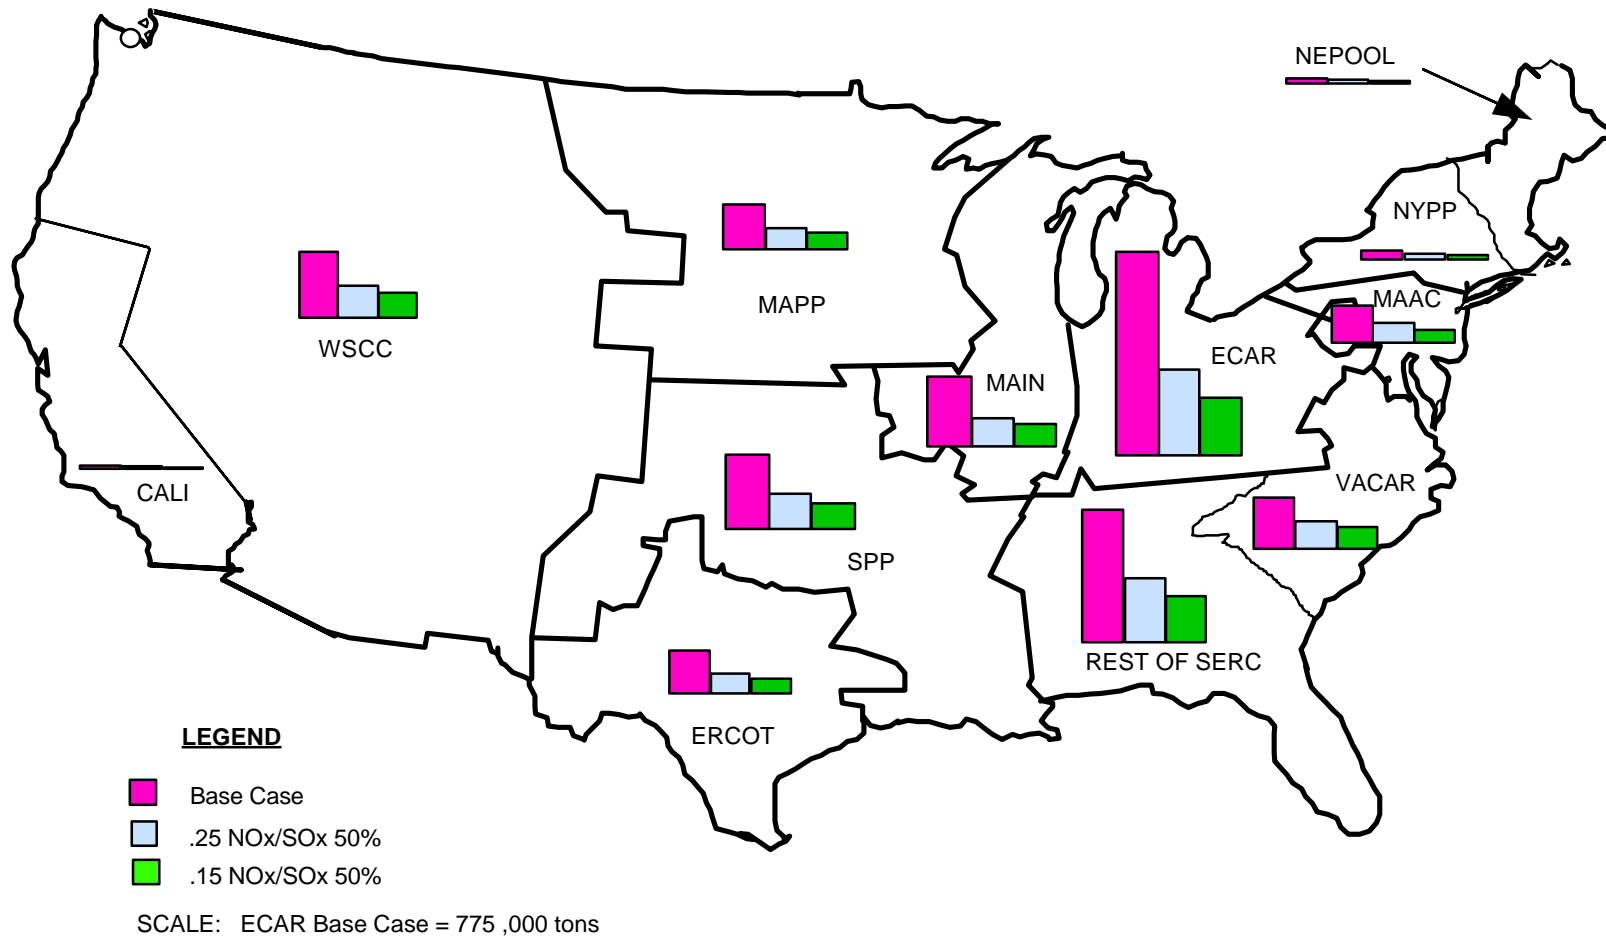 NEPOOL
NYPP
MAAC
MAPP
WSCC
ECAR
MAIN
VACAR
CALI
SPP
REST OF SERC
ERCOT
LEGEND
Base Case
.25 NOx/SOx 50%
.15 NOx/SOx 50%
SCALE: ECAR Base Case = 775 ,000 tons